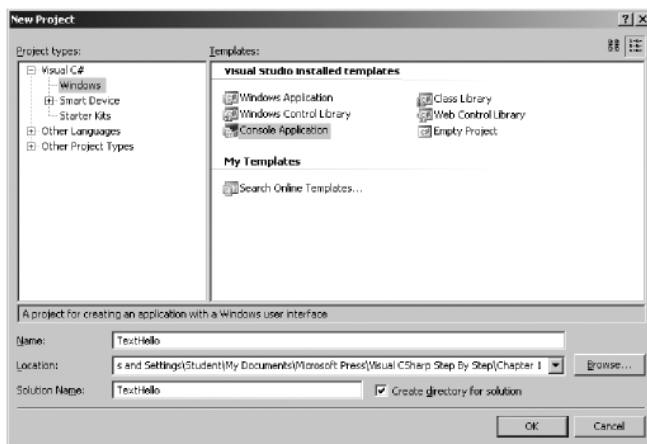 New Project
Project types:
Templates:
Visual C#
Windows
Smart Device
Starter Kits
Other Languages
Other Project Types
Visual Studio installed templates
Windows Application
Windows Control Library
Console Application
Class Library
Web Control Library
Empty Project
My Templates
Search Online Templates...
A project for creating an application with a Windows user interface
Name:
TextHello
Location:
s and Settings\Student\My Documents\Microsoft Press\Visual CSharp Step By Step\Chapter 1
Browse...
Solution Name:
TextHello
Create directory for solution
OK
Cancel